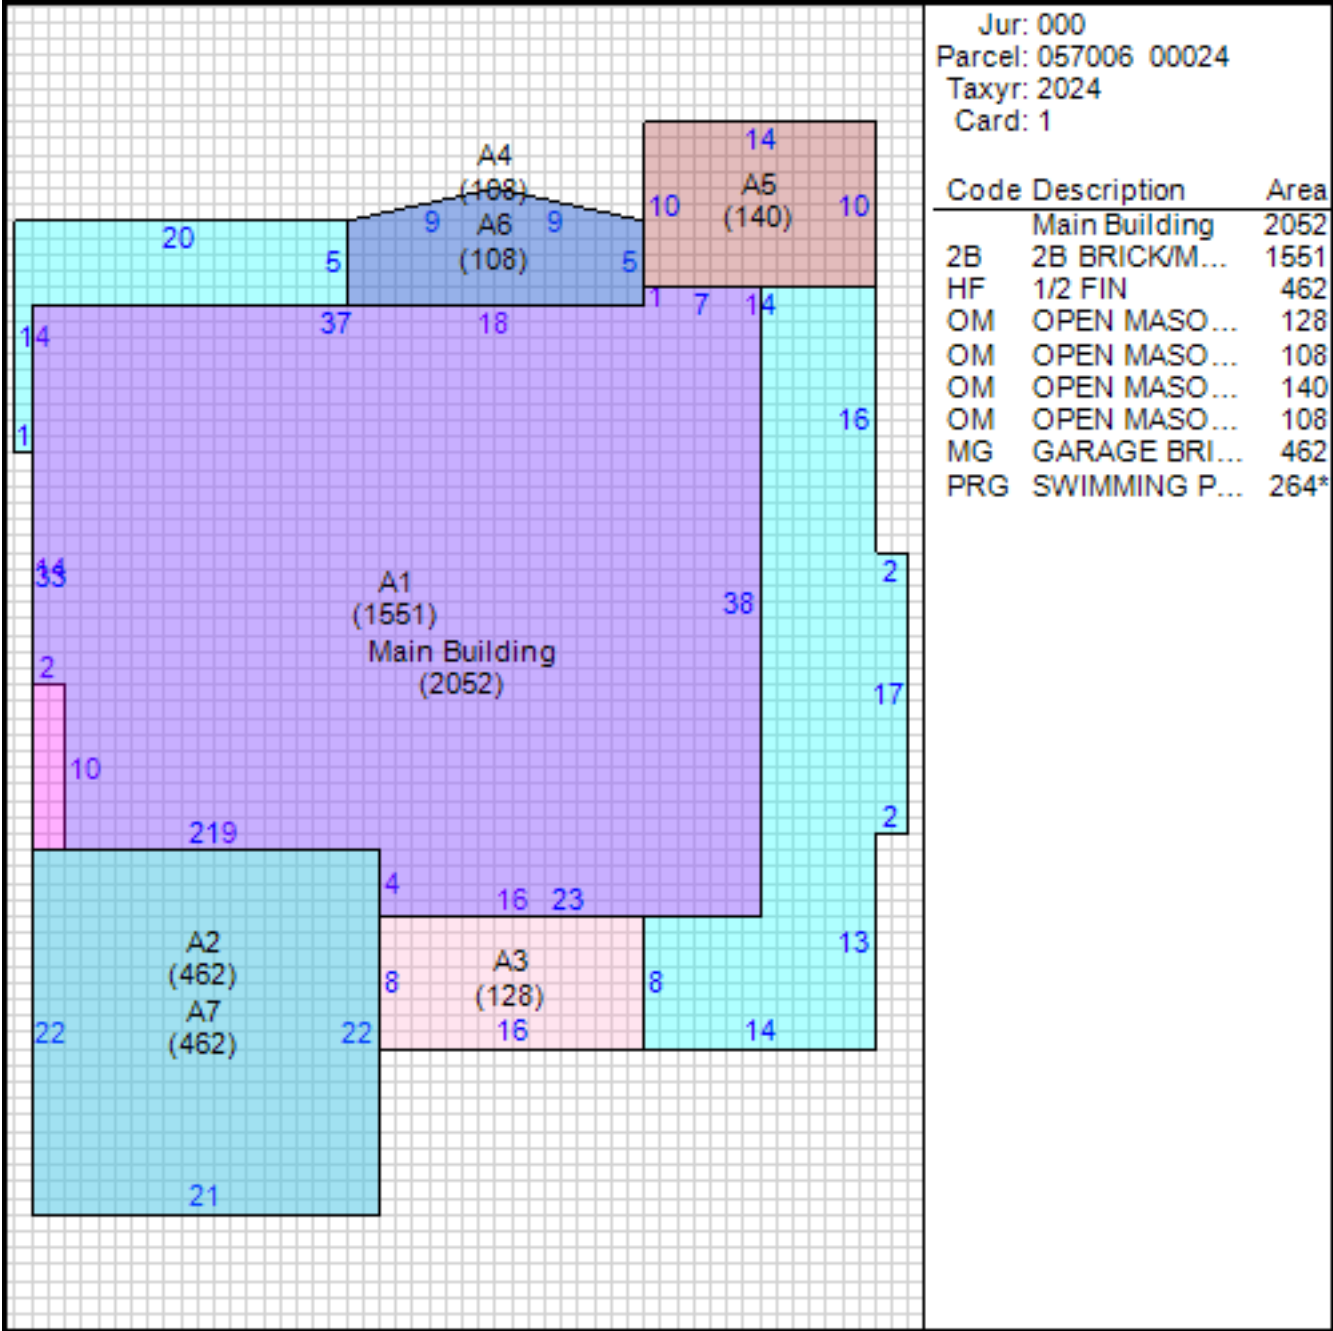 Jur: 000
Parcel: 057006 00024
Taxyr: 2024
Card: 1
Code Description Area
Main Building 2052
2B 2B BRICK/M... 1551
HF 1/2 FIN 462
OM OPEN MASO... 128
OM OPEN MASO... 108
OM OPEN MASO... 140
OM OPEN MASO... 108
MG GARAGE BRI... 462
PRG SWIMMING P... 264*
14
A4
(108)
A5
10 10
(140)
9 A6 9
20
(108)
5 5
1 7 14
37 18
14
16
1
2
33
A1
(1551)
38
Main Building
(2052)
2
17
10
2
219
4
16 23
A2
(462)
13
A3
(128)
8 8
A7
(462)
22 22
16 14
21